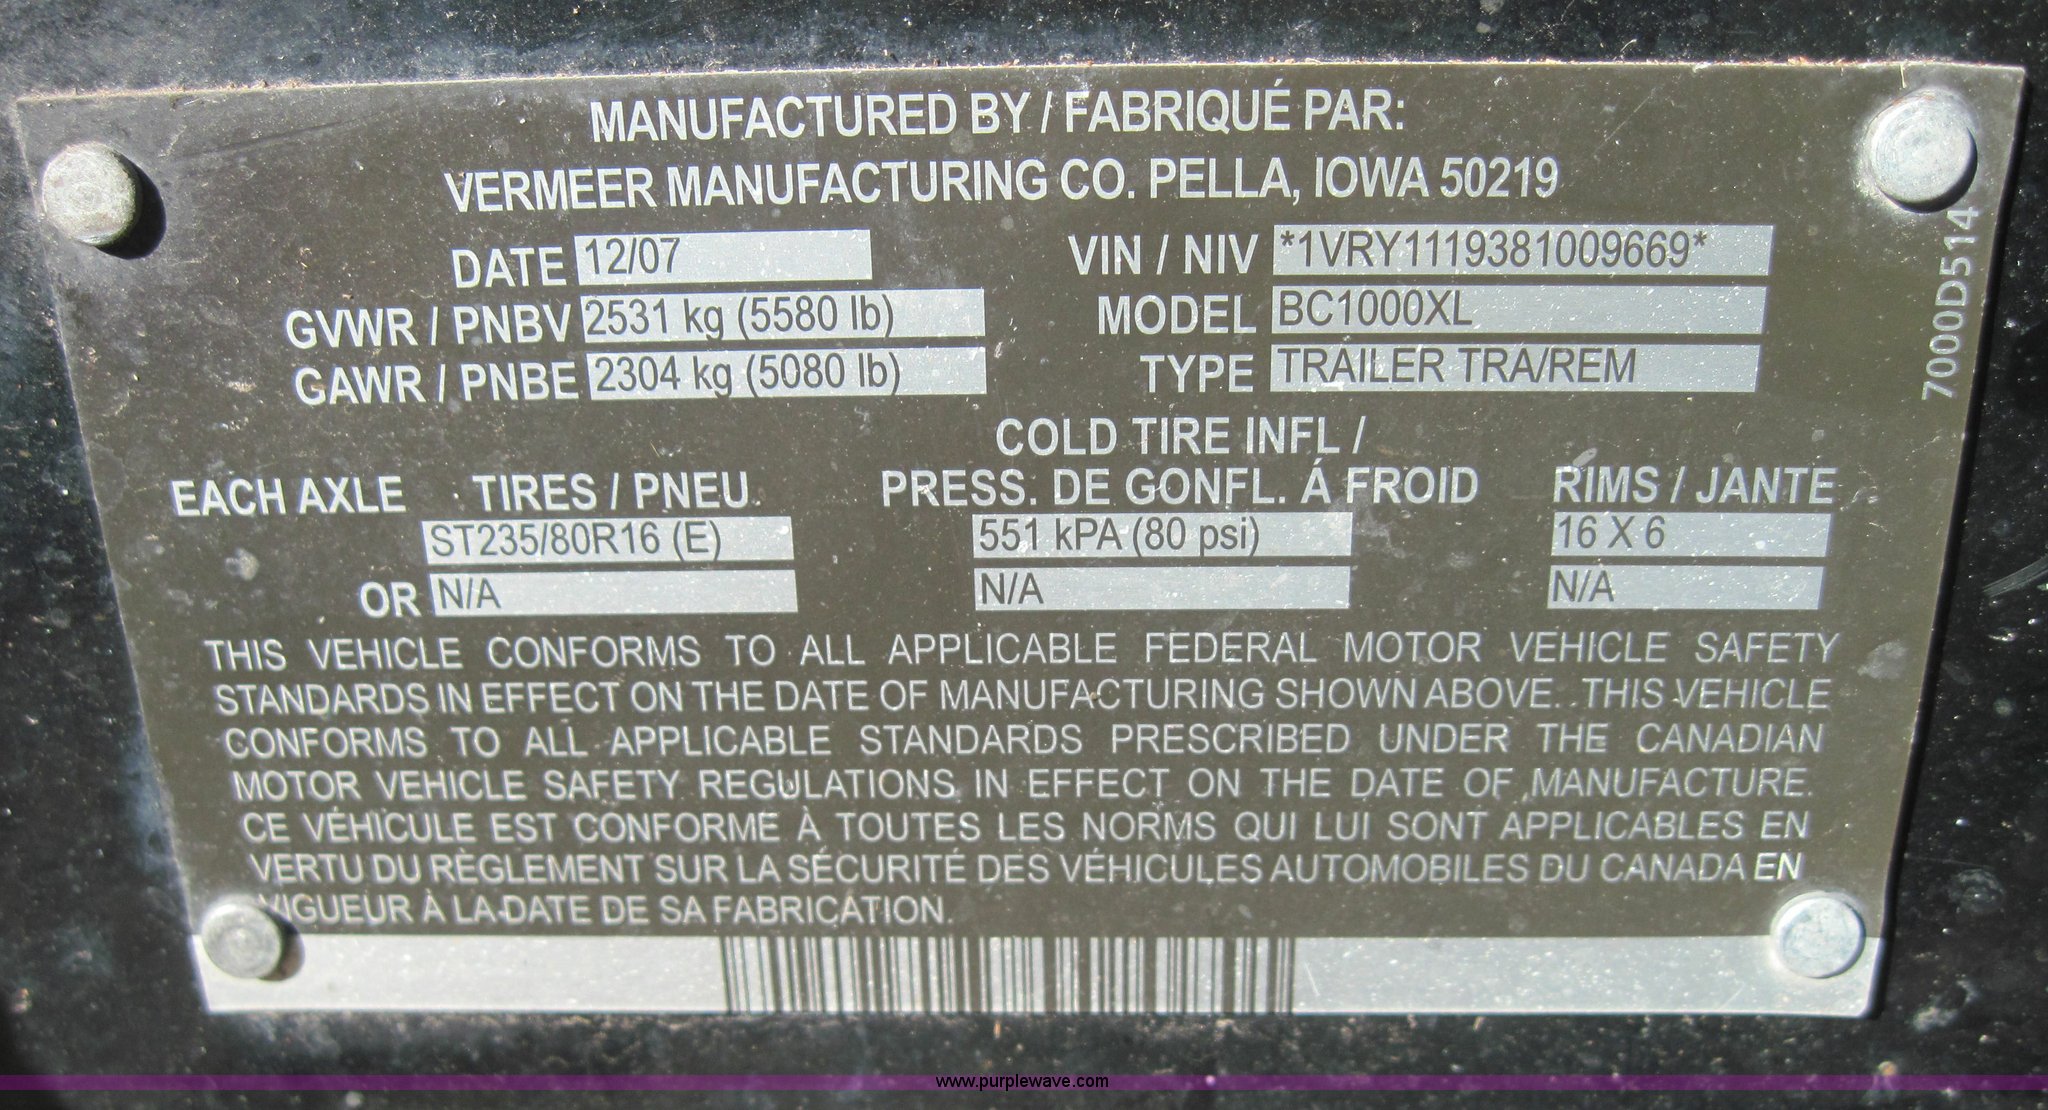 MANUFACTURED BY / FABRIQUÉ PAR:
VERMEER MANUFACTURING CO. PELLA, IOWA 50219
DATE 12/07 VIN / NIV *1VRY1119381009669*
GVWR / PNBV 2531 kg (5580 lb) MODEL BC1000XL
GAWR / PNBE 2304 kg (5080 lb) TYPE TRAILER TRA/REM
7000D514
COLD TIRE INFL /
EACH AXLE TIRES / PNEU PRESS. DE GONFL. Á FROID RIMS / JANTE
ST235/80R16 (E) 551 kPA (80 psi) 16 X 6
OR N/A N/A N/A
THIS VEHICLE CONFORMS TO ALL APPLICABLE FEDERAL MOTOR VEHICLE SAFETY
STANDARDS IN EFFECT ON THE DATE OF MANUFACTURING SHOWN ABOVE. THIS VEHICLE
CONFORMS TO ALL APPLICABLE STANDARDS PRESCRIBED UNDER THE CANADIAN
MOTOR VEHICLE SAFETY REGULATIONS IN EFFECT ON THE DATE OF MANUFACTURE.
CE VÉHICULE EST CONFORME À TOUTES LES NORMS QUI LUI SONT APPLICABLES EN
VERTU DU RÈGLEMENT SUR LA SÉCURITÉ DES VÉHICULES AUTOMOBILES DU CANADA EN
VIGUEUR À LA DATE DE SA FABRICATION.
www.purplewave.com